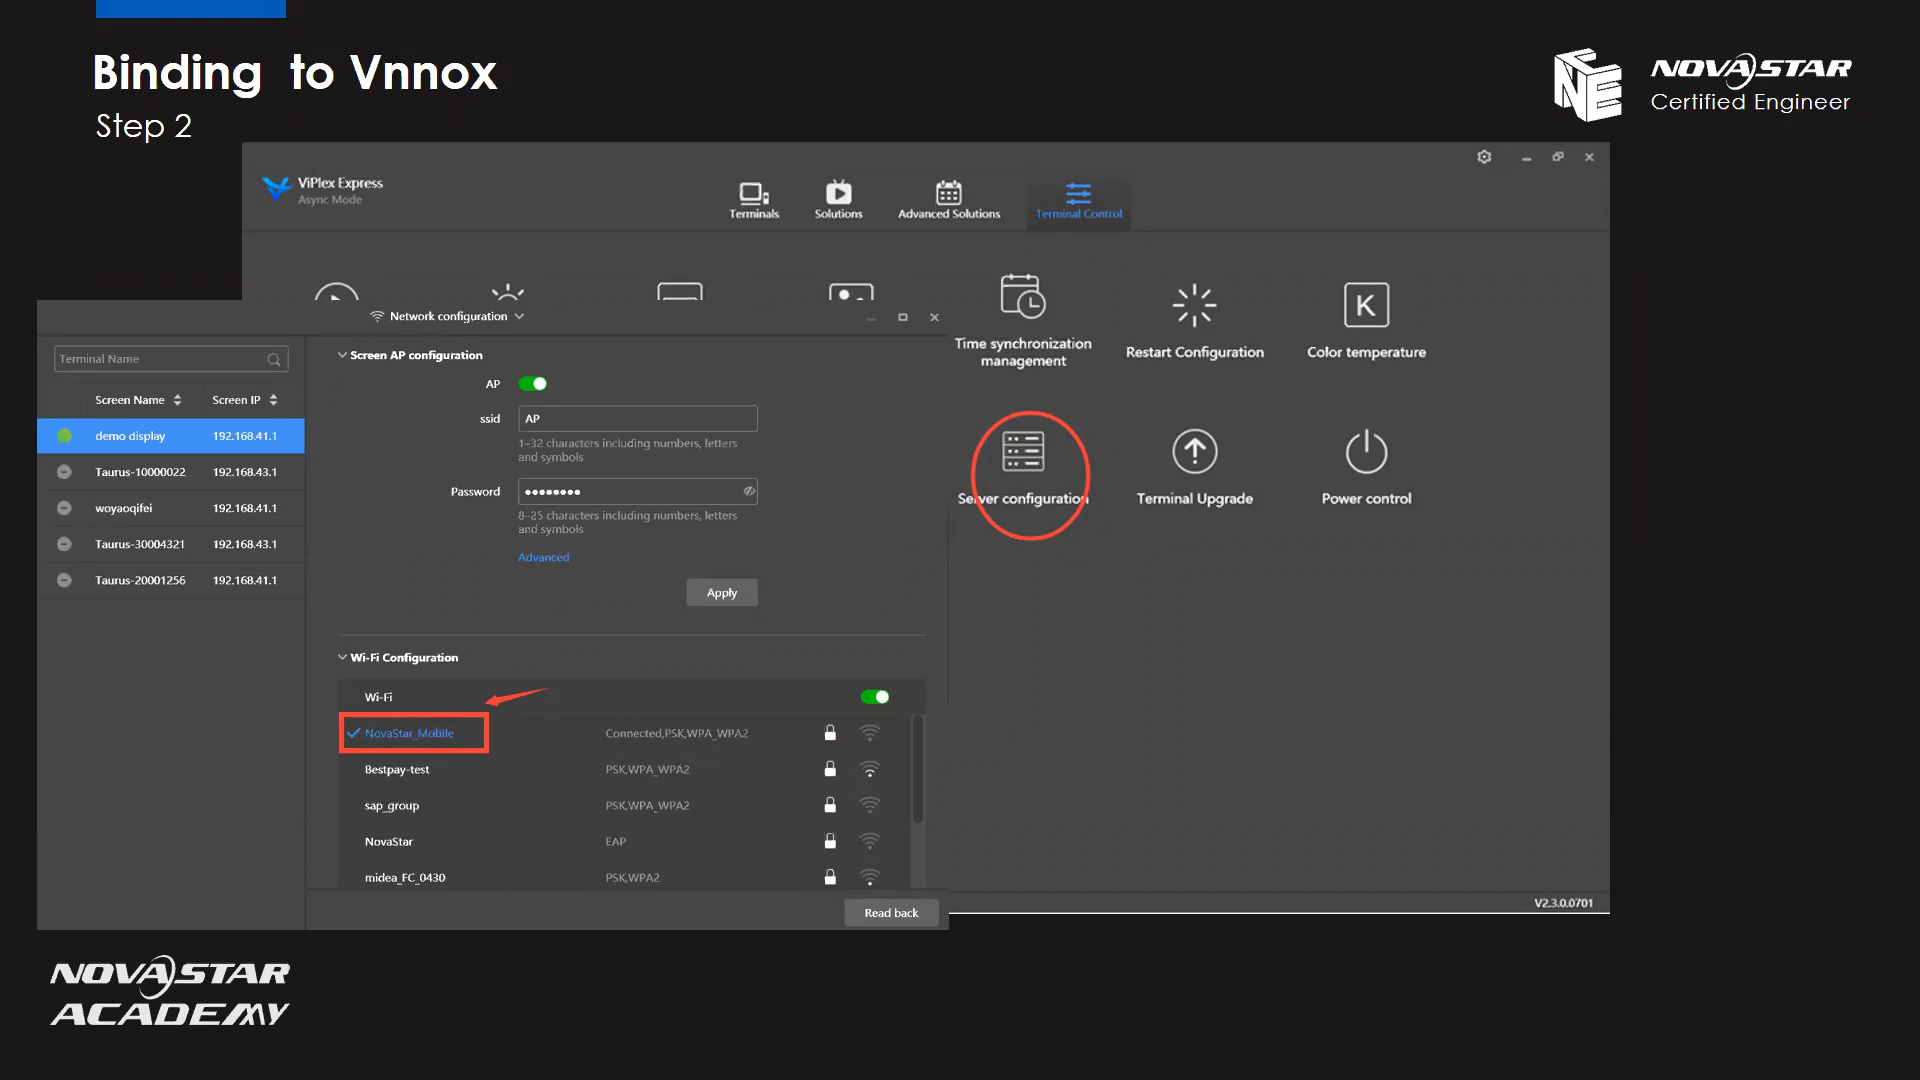 Binding to Vnnox
Step 2
NOVASTAR
Certified Engineer
NE
ViPlex Express
Async Mode
Terminals
Solutions
Advanced Solutions
Terminal Control
Time synchronization
management
Restart Configuration
K
Color temperature
Server configuration
Terminal Upgrade
Power control
V2.3.0.0701
Network configuration
Terminal Name
Screen Name Screen IP
demo display 192.168.41.1
Taurus-10000022 192.168.43.1
woyaoqifei 192.168.41.1
Taurus-30004321 192.168.43.1
Taurus-20001256 192.168.41.1
Screen AP configuration
AP
ssid AP
1-32 characters including numbers, letters
and symbols
Password ••••••••
8-25 characters including numbers, letters
and symbols
Advanced
Apply
Wi-Fi Configuration
Wi-Fi
NovaStar_Mobile Connected,PSK,WPA_WPA2
Bestpay-test PSK,WPA_WPA2
sap_group PSK,WPA_WPA2
NovaStar EAP
midea_FC_0430 PSK,WPA2
Read back
NOVASTAR
ACADEMY